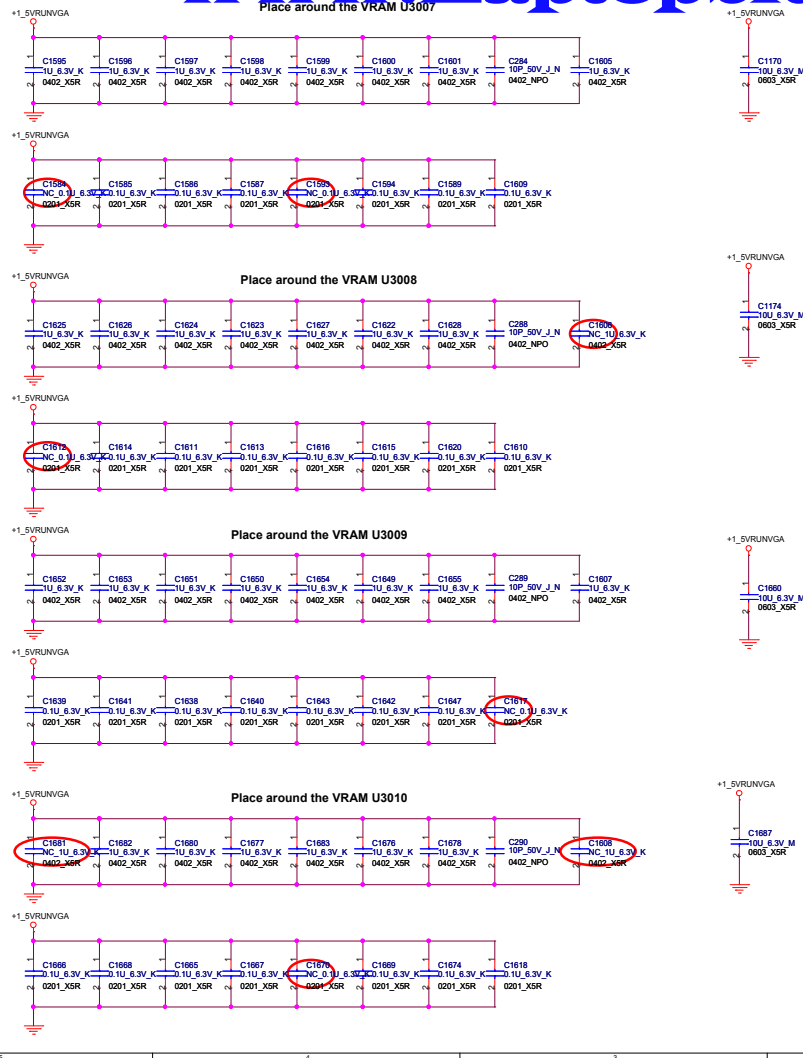 Place around the VRAM U3007
+1_5VRUNVGA
+1_5VRUNVGA
C1595 C1596 C1597 C1598 C1599 C1600 C1601 C284 C1605 C1170
1U_6.3V_K 1U_6.3V_K 1U_6.3V_K 1U_6.3V_K 1U_6.3V_K 1U_6.3V_K 1U_6.3V_K 10P_50V_J_N 1U_6.3V_K 10U_6.3V_M
0402_X5R 0402_X5R 0402_X5R 0402_X5R 0402_X5R 0402_X5R 0402_X5R 0402_NPO 0402_X5R 0603_X5R
+1_5VRUNVGA
C1584 C1585 C1586 C1587 C1593 C1594 C1589 C1609
NC_0.1U_6.3V_K 0.1U_6.3V_K 0.1U_6.3V_K 0.1U_6.3V_K NC_0.1U_6.3V_K 0.1U_6.3V_K 0.1U_6.3V_K 0.1U_6.3V_K
0201_X5R 0201_X5R 0201_X5R 0201_X5R 0201_X5R 0201_X5R 0201_X5R 0201_X5R
+1_5VRUNVGA
Place around the VRAM U3008
+1_5VRUNVGA
C1625 C1626 C1624 C1623 C1627 C1622 C1628 C288 C1606 C1174
1U_6.3V_K 1U_6.3V_K 1U_6.3V_K 1U_6.3V_K 1U_6.3V_K 1U_6.3V_K 1U_6.3V_K 10P_50V_J_N NC_1U_6.3V_K 10U_6.3V_M
0402_X5R 0402_X5R 0402_X5R 0402_X5R 0402_X5R 0402_X5R 0402_X5R 0402_NPO 0402_X5R 0603_X5R
+1_5VRUNVGA
C1612 C1614 C1611 C1613 C1616 C1615 C1620 C1610
NC_0.1U_6.3V_K 0.1U_6.3V_K 0.1U_6.3V_K 0.1U_6.3V_K 0.1U_6.3V_K 0.1U_6.3V_K 0.1U_6.3V_K 0.1U_6.3V_K
0201_X5R 0201_X5R 0201_X5R 0201_X5R 0201_X5R 0201_X5R 0201_X5R 0201_X5R
+1_5VRUNVGA
Place around the VRAM U3009
+1_5VRUNVGA
C1652 C1653 C1651 C1650 C1654 C1649 C1655 C289 C1607 C1660
1U_6.3V_K 1U_6.3V_K 1U_6.3V_K 1U_6.3V_K 1U_6.3V_K 1U_6.3V_K 1U_6.3V_K 10P_50V_J_N 1U_6.3V_K 10U_6.3V_M
0402_X5R 0402_X5R 0402_X5R 0402_X5R 0402_X5R 0402_X5R 0402_X5R 0402_NPO 0402_X5R 0603_X5R
+1_5VRUNVGA
C1639 C1641 C1638 C1640 C1643 C1642 C1647 C1617
0.1U_6.3V_K 0.1U_6.3V_K 0.1U_6.3V_K 0.1U_6.3V_K 0.1U_6.3V_K 0.1U_6.3V_K 0.1U_6.3V_K NC_0.1U_6.3V_K
0201_X5R 0201_X5R 0201_X5R 0201_X5R 0201_X5R 0201_X5R 0201_X5R 0201_X5R
+1_5VRUNVGA
Place around the VRAM U3010
+1_5VRUNVGA
C1681 C1682 C1680 C1677 C1683 C1676 C1678 C290 C1608 C1687
NC_1U_6.3V_K 1U_6.3V_K 1U_6.3V_K 1U_6.3V_K 1U_6.3V_K 1U_6.3V_K 1U_6.3V_K 10P_50V_J_N NC_1U_6.3V_K 10U_6.3V_M
0402_X5R 0402_X5R 0402_X5R 0402_X5R 0402_X5R 0402_X5R 0402_X5R 0402_NPO 0402_X5R 0603_X5R
+1_5VRUNVGA
C1666 C1668 C1665 C1667 C1670 C1669 C1674 C1618
0.1U_6.3V_K 0.1U_6.3V_K 0.1U_6.3V_K 0.1U_6.3V_K NC_0.1U_6.3V_K 0.1U_6.3V_K 0.1U_6.3V_K 0.1U_6.3V_K
0201_X5R 0201_X5R 0201_X5R 0201_X5R 0201_X5R 0201_X5R 0201_X5R 0201_X5R